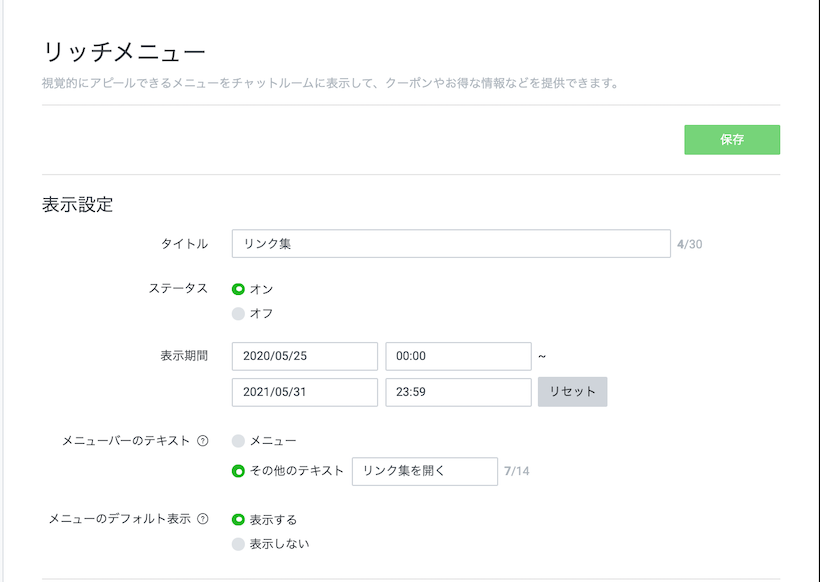 リッチメニュー
視覚的にアピールできるメニューをチャットルームに表示して、クーポンやお得な情報などを提供できます。
保存
表示設定
タイトル リンク集 4/30
ステータス オン
オフ
表示期間 2020/05/25 00:00 ~
2021/05/31 23:59 リセット
メニューバーのテキスト ? メニュー
その他のテキスト リンク集を開く 7/14
メニューのデフォルト表示 ? 表示する
表示しない